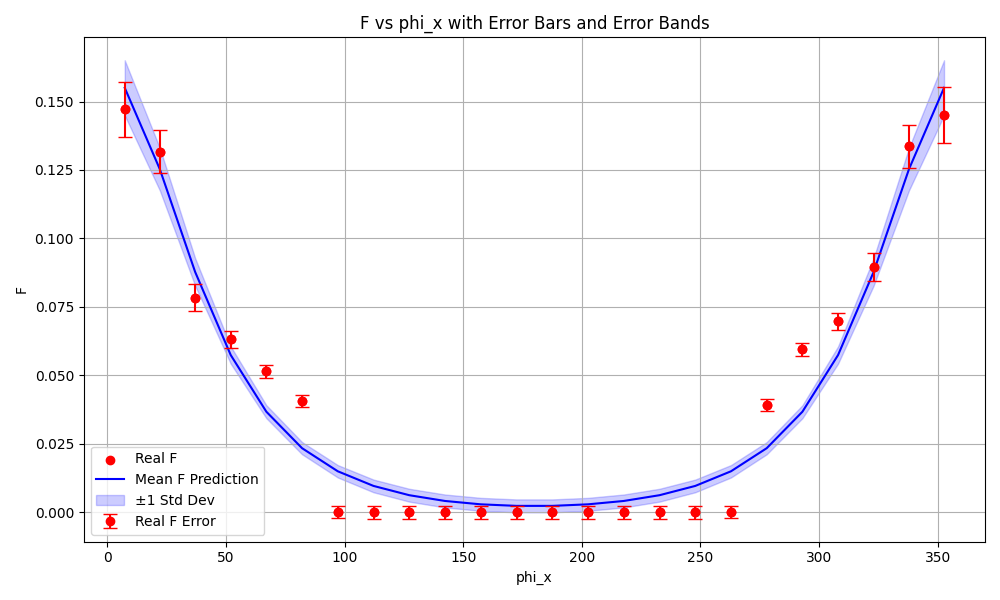 F vs phi_x with Error Bars and Error Bands
F
0.150
0.125
0.100
0.075
0.050
0.025
0.000
Real F
Mean F Prediction
±1 Std Dev
Real F Error
0
50
100
150
200
250
300
350
phi_x